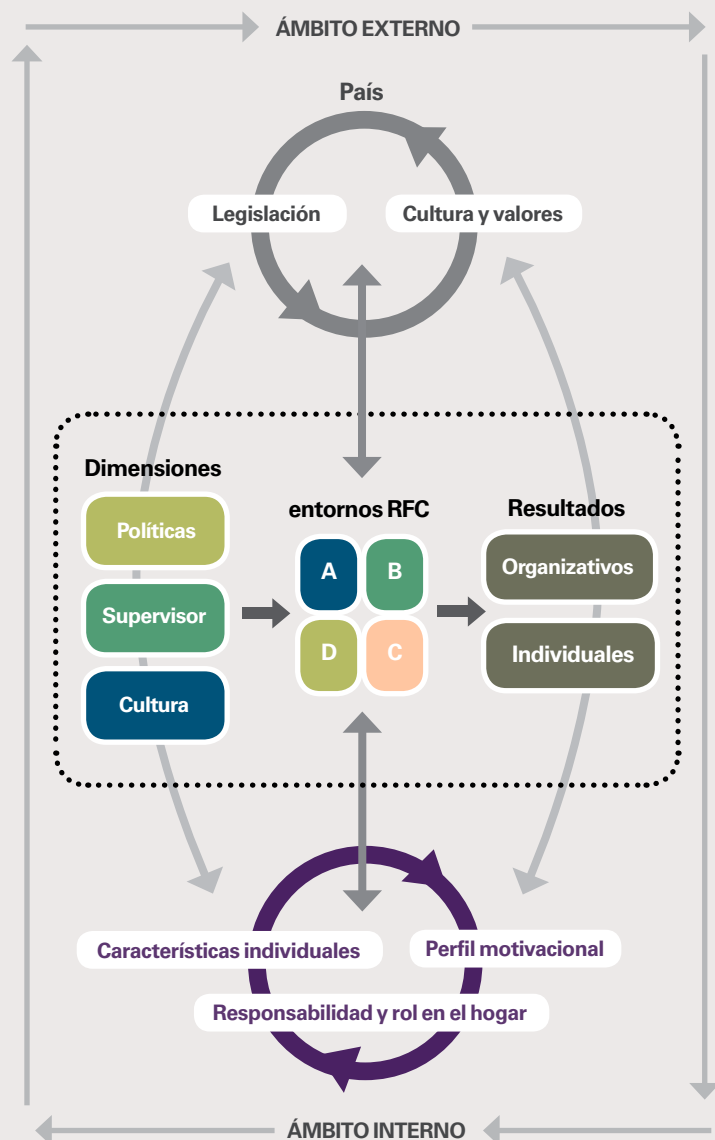 ÁMBITO EXTERNO
País
Legislación
Cultura y valores
Dimensiones
Políticas
Supervisor
Cultura
entornos RFC
A
B
D
C
Resultados
Organizativos
Individuales
Características individuales
Perfil motivacional
Responsabilidad y rol en el hogar
ÁMBITO INTERNO